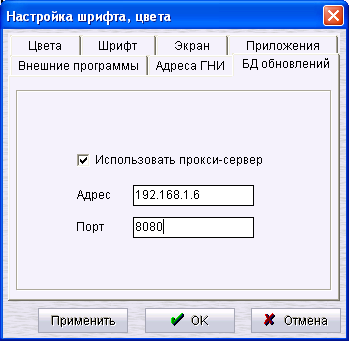 Настройка шрифта, цвета
Цвета Шрифт Экран Приложения
Внешние программы Адреса ГНИ БД обновлений
Использовать прокси-сервер
Адрес 192.168.1.6
Порт 8080
Применить OK Отмена